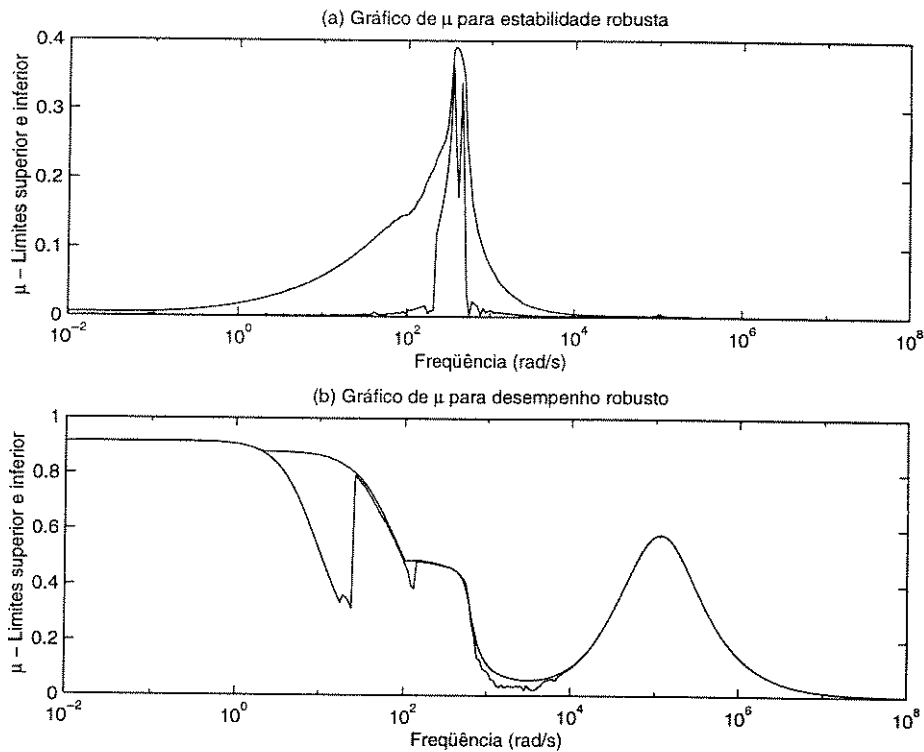 (a) Gráfico de μ para estabilidade robusta
μ – Limites superior e inferior
0.4
0.3
0.2
0.1
0
10⁻² 10⁰ 10² 10⁴ 10⁶ 10⁸
Freqüência (rad/s)
(b) Gráfico de μ para desempenho robusto
μ – Limites superior e inferior
1
0.8
0.6
0.4
0.2
0
10⁻² 10⁰ 10² 10⁴ 10⁶ 10⁸
Freqüência (rad/s)